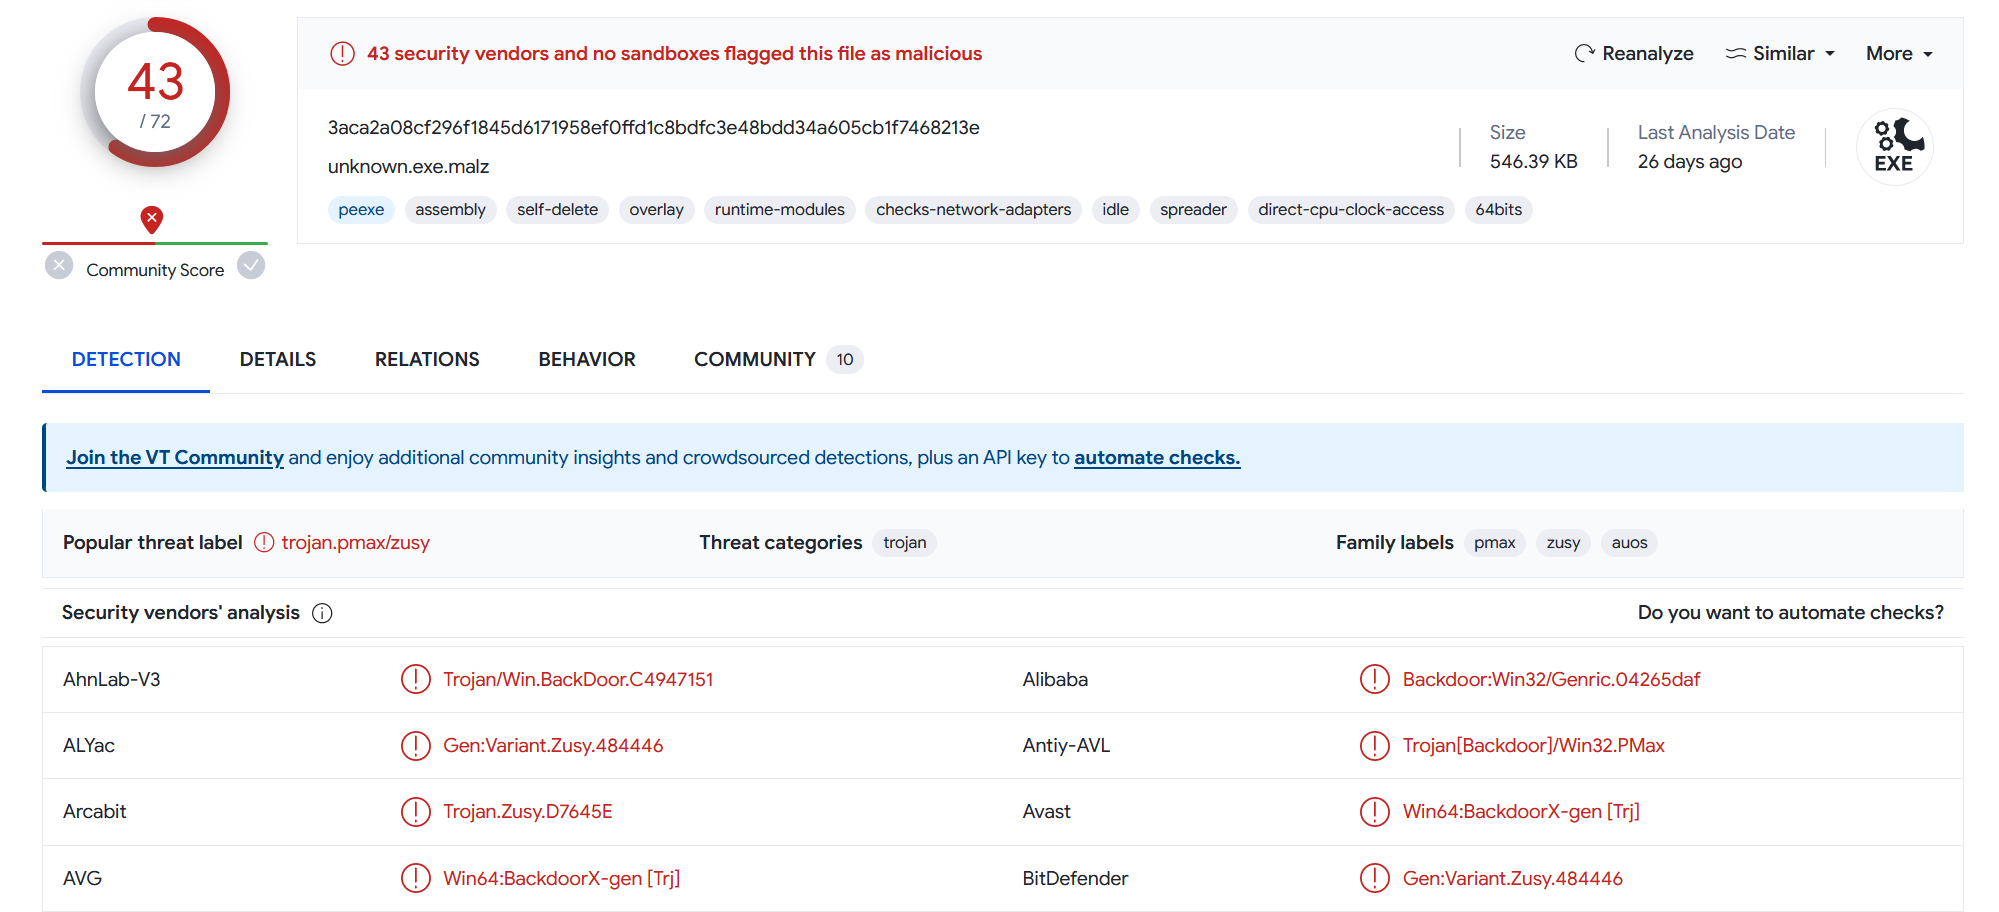 43
/ 72
Community Score
43 security vendors and no sandboxes flagged this file as malicious
Reanalyze Similar More
3aca2a08cf296f1845d6171958ef0ffd1c8bdfc3e48bdd34a605cb1f7468213e
unknown.exe.malz
Size
546.39 KB
Last Analysis Date
26 days ago
EXE
peexe assembly self-delete overlay runtime-modules checks-network-adapters idle spreader direct-cpu-clock-access 64bits
DETECTION DETAILS RELATIONS BEHAVIOR COMMUNITY 10
Join the VT Community and enjoy additional community insights and crowdsourced detections, plus an API key to automate checks.
Popular threat label trojan.pmax/zusy Threat categories trojan Family labels pmax zusy auos
Security vendors' analysis Do you want to automate checks?
AhnLab-V3 Trojan/Win.BackDoor.C4947151 Alibaba Backdoor:Win32/Genric.04265daf
ALYac Gen:Variant.Zusy.484446 Antiy-AVL Trojan[Backdoor]/Win32.PMax
Arcabit Trojan.Zusy.D7645E Avast Win64:BackdoorX-gen [Trj]
AVG Win64:BackdoorX-gen [Trj] BitDefender Gen:Variant.Zusy.484446